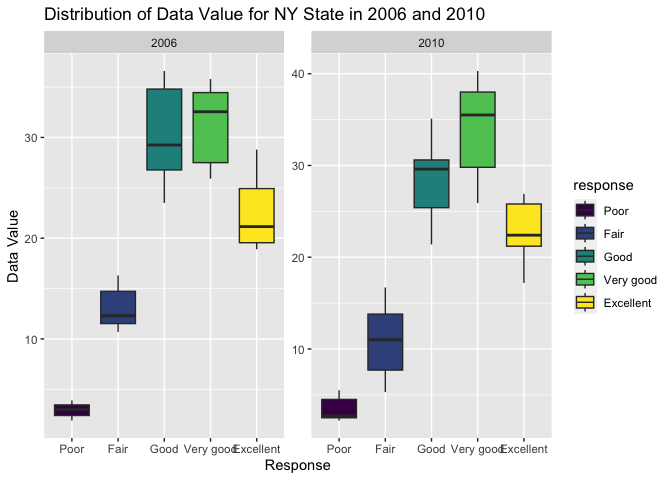 Distribution of Data Value for NY State in 2006 and 2010
2006
2010
Data Value
30
20
10
40
30
20
10
Poor
Fair
Good
Very good
Excellent
Poor
Fair
Good
Very good
Excellent
Response
response
Poor
Fair
Good
Very good
Excellent